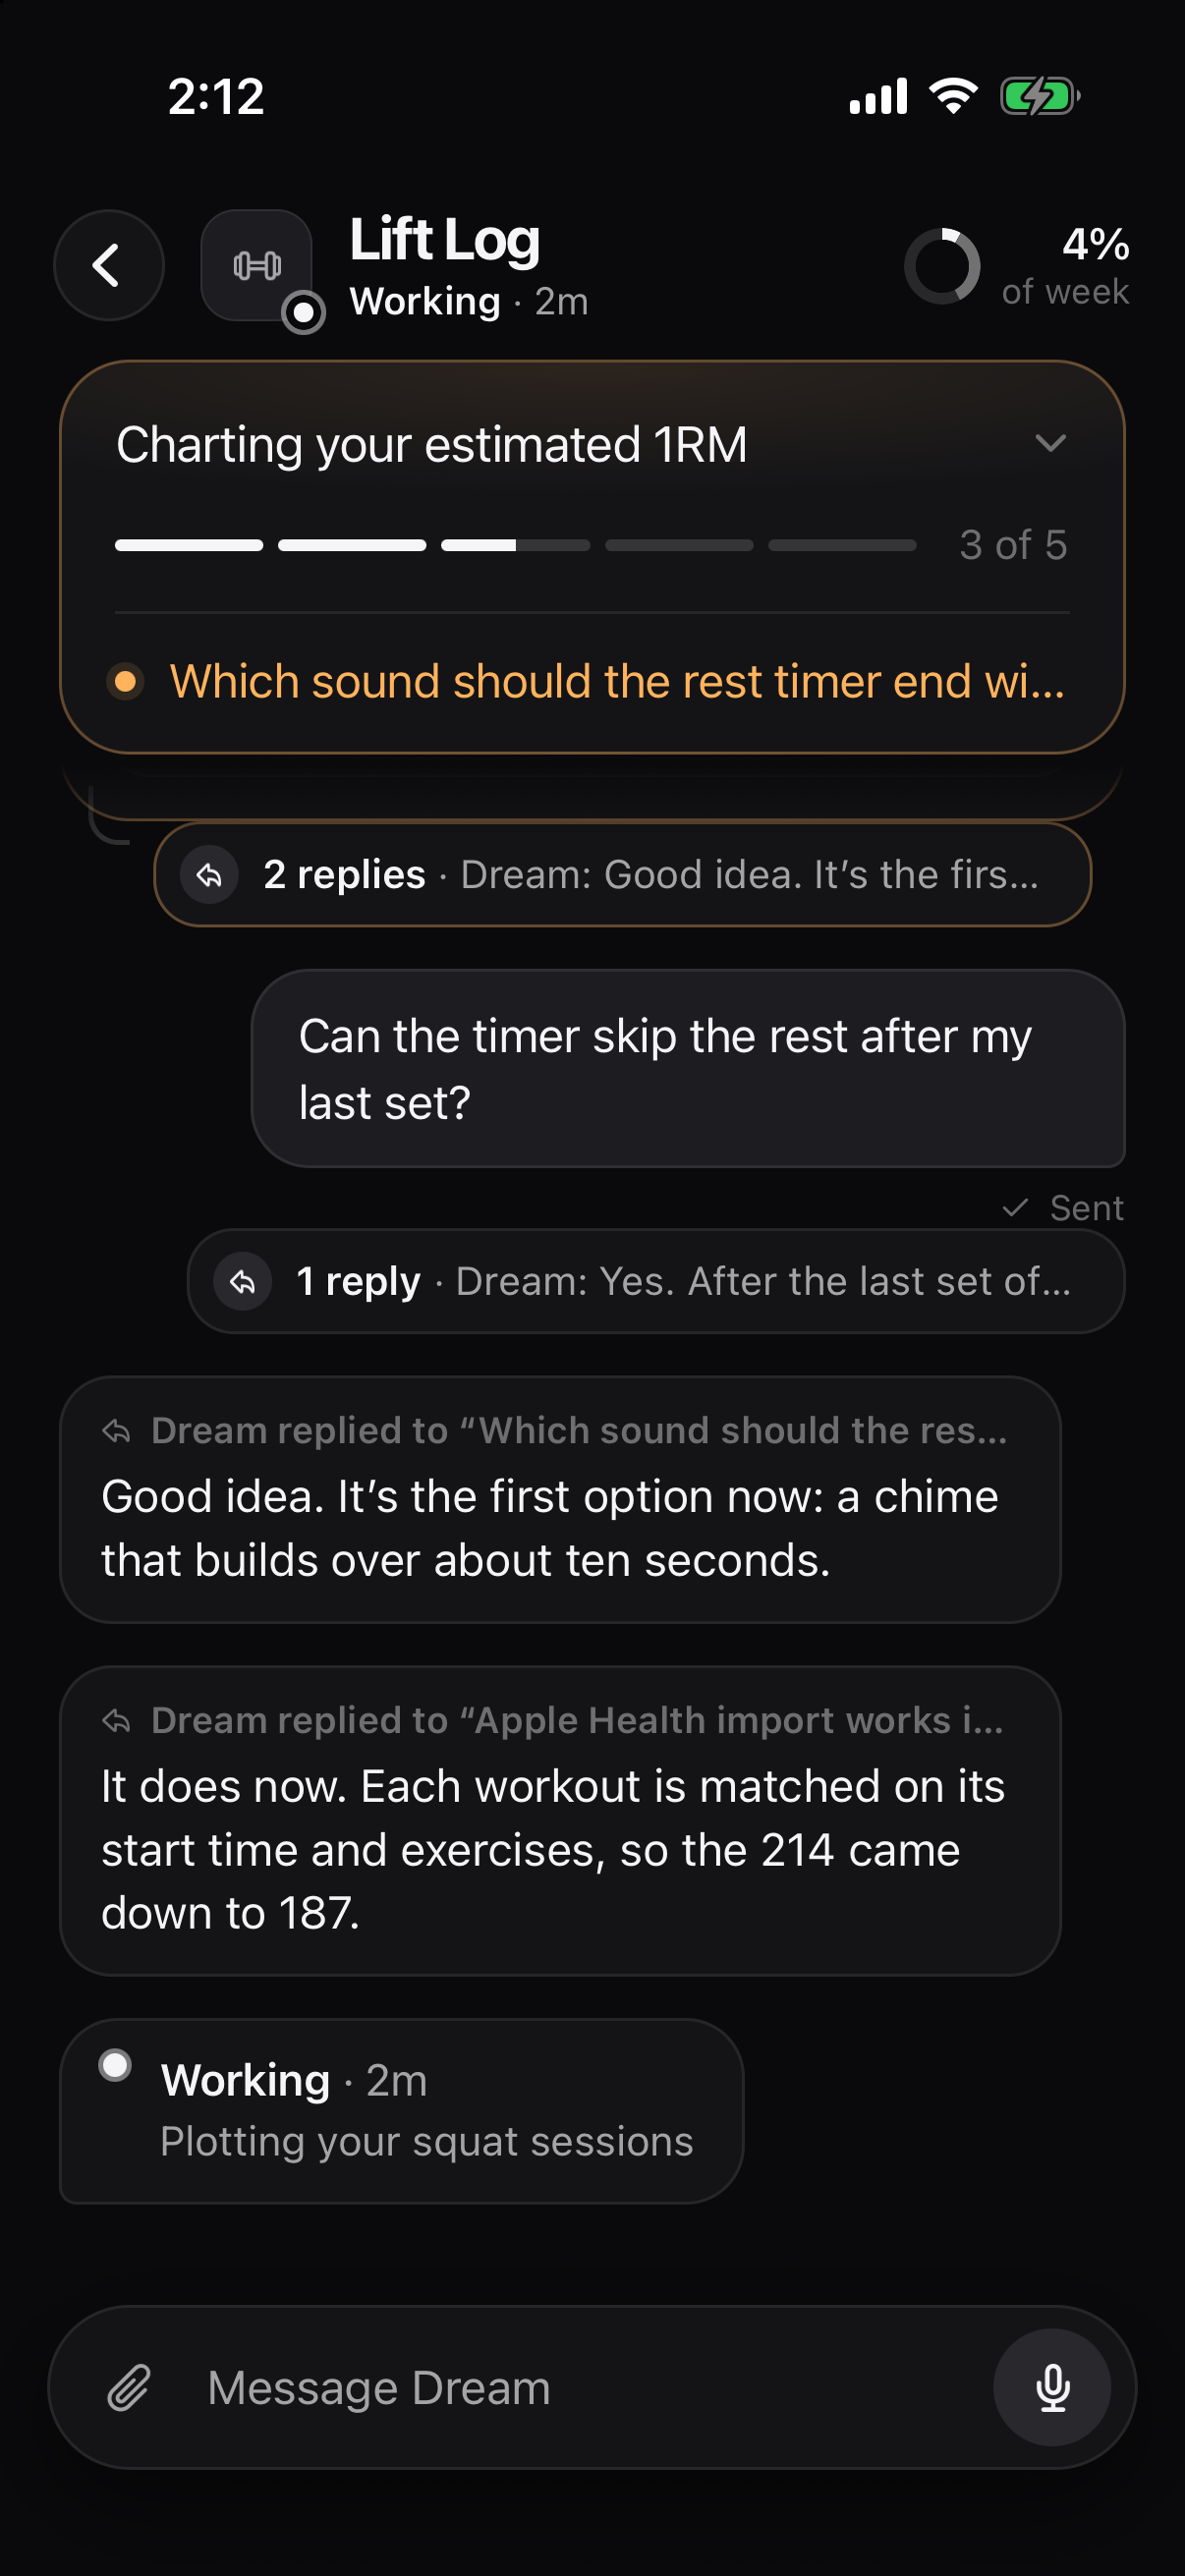 2:12
Lift Log
Working · 2m
4%
of week
Charting your estimated 1RM
3 of 5
Which sound should the rest timer end wi...
2 replies · Dream: Good idea. It’s the firs...
Can the timer skip the rest after my
last set?
Sent
1 reply · Dream: Yes. After the last set of...
Dream replied to “Which sound should the res...
Good idea. It’s the first option now: a chime
that builds over about ten seconds.
Dream replied to “Apple Health import works i...
It does now. Each workout is matched on its
start time and exercises, so the 214 came
down to 187.
Working · 2m
Plotting your squat sessions
Message Dream